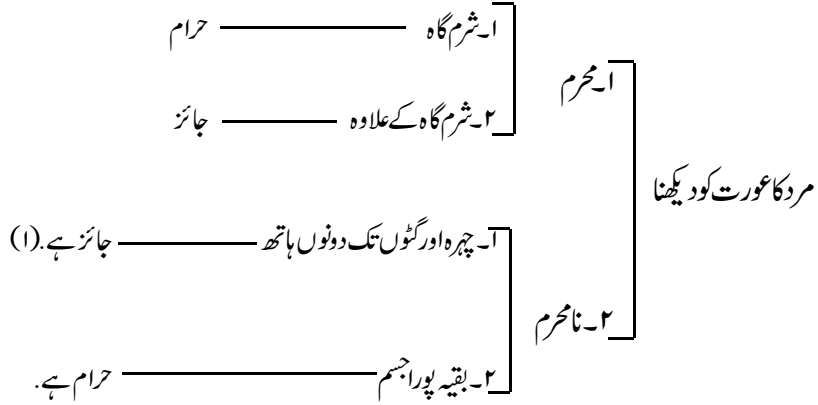 مرد کا عورت کو دیکھنا
۱۔ محرم
۱۔ شرم گاہ حرام
۲۔ شرم گاہ کے علاوہ جائز
۲۔ نامحرم
۱۔ چہرہ اور گٹوں تک دونوں ہاتھ جائز ہے.(۱)
۲۔ بقیہ پورا جسم حرام ہے.